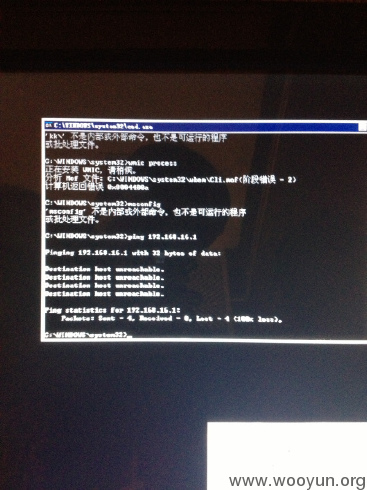 C:\WINDOWS\system32\cmd.exe
'kk\' 不是内部或外部命令，也不是可运行的程序
或批处理文件。
C:\WINDOWS\system32>wmic process
正在安装 WMIC，请稍候。
分析 Mof 文件: C:\WINDOWS\system32\wbem\Cli.mof(阶段错误 - 2)
计算机返回错误
C:\WINDOWS\system32>msconfig
'msconfig' 不是内部或外部命令，也不是可运行的程序
或批处理文件。
C:\WINDOWS\system32>ping 192.168.16.1
Pinging 192.168.16.1 with 32 bytes of data:
Destination host unreachable.
Destination host unreachable.
Destination host unreachable.
Destination host unreachable.
Ping statistics for 192.168.16.1:
Packets: Sent = 4, Received = 0, Lost = 4 (100% loss),
C:\WINDOWS\system32>_
www.wooyun.org